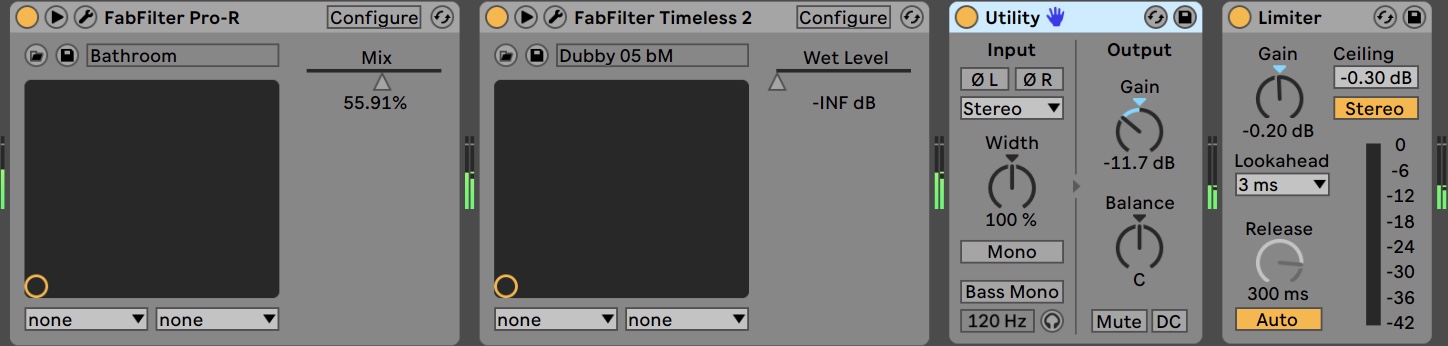 FabFilter Pro-R
Configure
Bathroom
Mix
55.91%
none
none
FabFilter Timeless 2
Configure
Dubby 05 bM
Wet Level
-INF dB
none
none
Utility
Input
Ø L
Ø R
Stereo
Width
100 %
Mono
Bass Mono
120 Hz
Output
Gain
-11.7 dB
Balance
C
Mute
DC
Limiter
Gain
-0.20 dB
Lookahead
3 ms
Release
300 ms
Auto
Ceiling
-0.30 dB
Stereo
0
-6
-12
-18
-24
-30
-36
-42